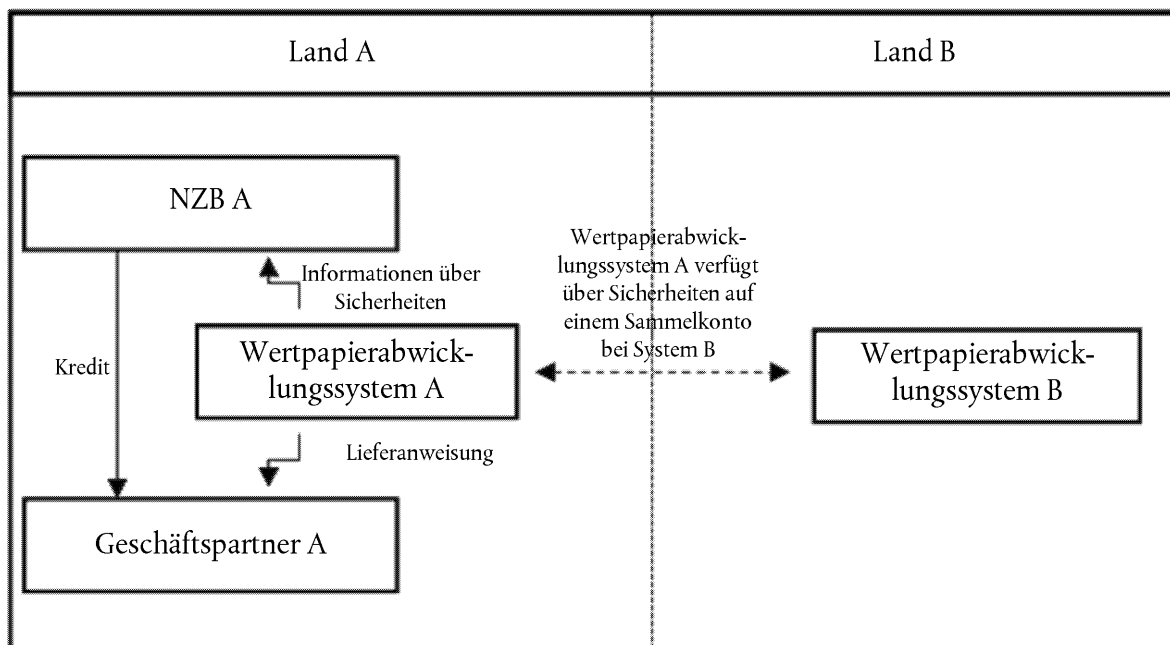 Land A
Land B
NZB A
Informationen über
Sicherheiten
Wertpapierabwick-
lungssystem A verfügt
über Sicherheiten auf
einem Sammelkonto
bei System B
Kredit
Wertpapierabwick-
lungssystem A
Wertpapierabwick-
lungssystem B
Lieferanweisung
Geschäftspartner A